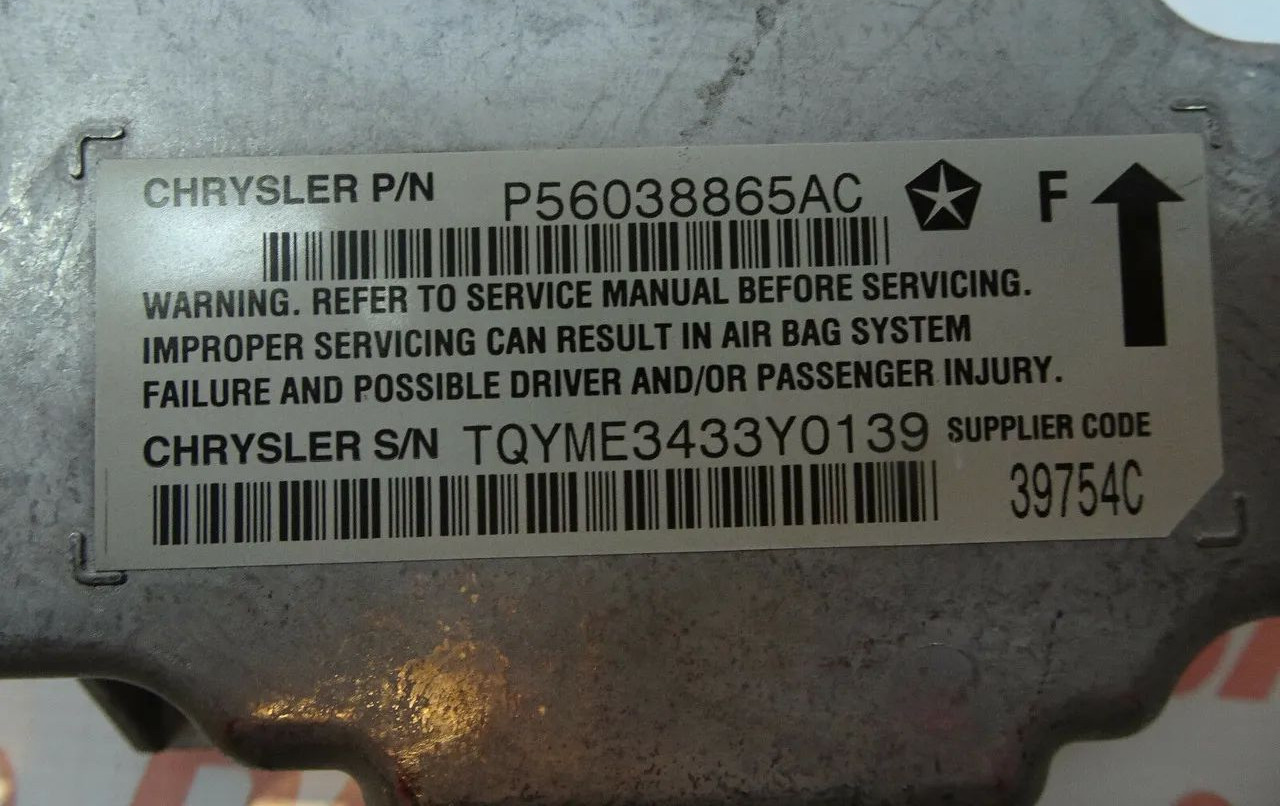 CHRYSLER P/N P56038865AC F
WARNING. REFER TO SERVICE MANUAL BEFORE SERVICING.
IMPROPER SERVICING CAN RESULT IN AIR BAG SYSTEM
FAILURE AND POSSIBLE DRIVER AND/OR PASSENGER INJURY.
CHRYSLER S/N TQYME3433Y0139 SUPPLIER CODE
39754C